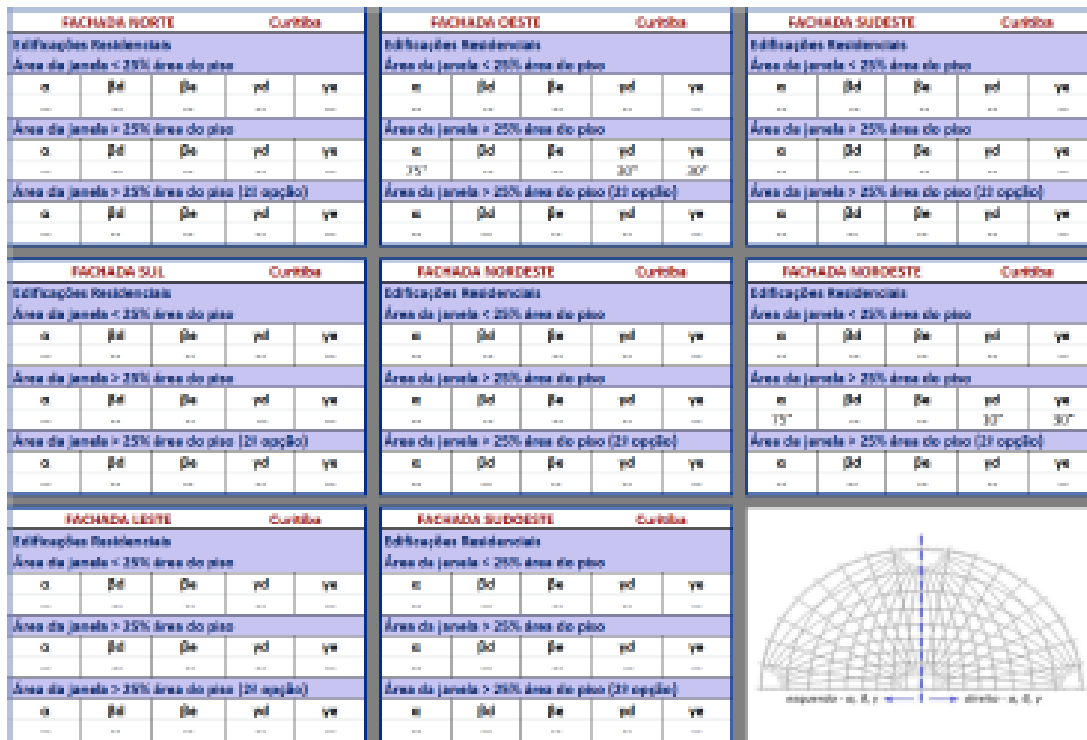 FACHADA NORTE Curitiba
Edificações Residenciais
Área da janela < 25% área do piso
α βd βe γd γe
-- -- -- -- --
Área da janela > 25% área do piso
α βd βe γd γe
-- -- -- -- --
Área da janela > 25% área do piso (2ª opção)
α βd βe γd γe
-- -- -- -- --
FACHADA OESTE Curitiba
Edificações Residenciais
Área da janela < 25% área do piso
α βd βe γd γe
-- -- -- -- --
Área da janela > 25% área do piso
α βd βe γd γe
75° -- -- 30° 30°
Área da janela > 25% área do piso (2ª opção)
α βd βe γd γe
-- -- -- -- --
FACHADA SUDESTE Curitiba
Edificações Residenciais
Área da janela < 25% área do piso
α βd βe γd γe
-- -- -- -- --
Área da janela > 25% área do piso
α βd βe γd γe
-- -- -- -- --
Área da janela > 25% área do piso (2ª opção)
α βd βe γd γe
-- -- -- -- --
FACHADA SUL Curitiba
Edificações Residenciais
Área da janela < 25% área do piso
α βd βe γd γe
-- -- -- -- --
Área da janela > 25% área do piso
α βd βe γd γe
-- -- -- -- --
Área da janela > 25% área do piso (2ª opção)
α βd βe γd γe
-- -- -- -- --
FACHADA NORDESTE Curitiba
Edificações Residenciais
Área da janela < 25% área do piso
α βd βe γd γe
-- -- -- -- --
Área da janela > 25% área do piso
α βd βe γd γe
-- -- -- -- --
Área da janela > 25% área do piso (2ª opção)
α βd βe γd γe
-- -- -- -- --
FACHADA NOROESTE Curitiba
Edificações Residenciais
Área da janela < 25% área do piso
α βd βe γd γe
-- -- -- -- --
Área da janela > 25% área do piso
α βd βe γd γe
75° -- -- 10° 30°
Área da janela > 25% área do piso (2ª opção)
α βd βe γd γe
-- -- -- -- --
FACHADA LESTE Curitiba
Edificações Residenciais
Área da janela < 25% área do piso
α βd βe γd γe
-- -- -- -- --
Área da janela > 25% área do piso
α βd βe γd γe
-- -- -- -- --
Área da janela > 25% área do piso (2ª opção)
α βd βe γd γe
-- -- -- -- --
FACHADA SUDOESTE Curitiba
Edificações Residenciais
Área da janela < 25% área do piso
α βd βe γd γe
-- -- -- -- --
Área da janela > 25% área do piso
α βd βe γd γe
-- -- -- -- --
Área da janela > 25% área do piso (2ª opção)
α βd βe γd γe
-- -- -- -- --
esquerdo - α, β, γ direito - α, β, γ